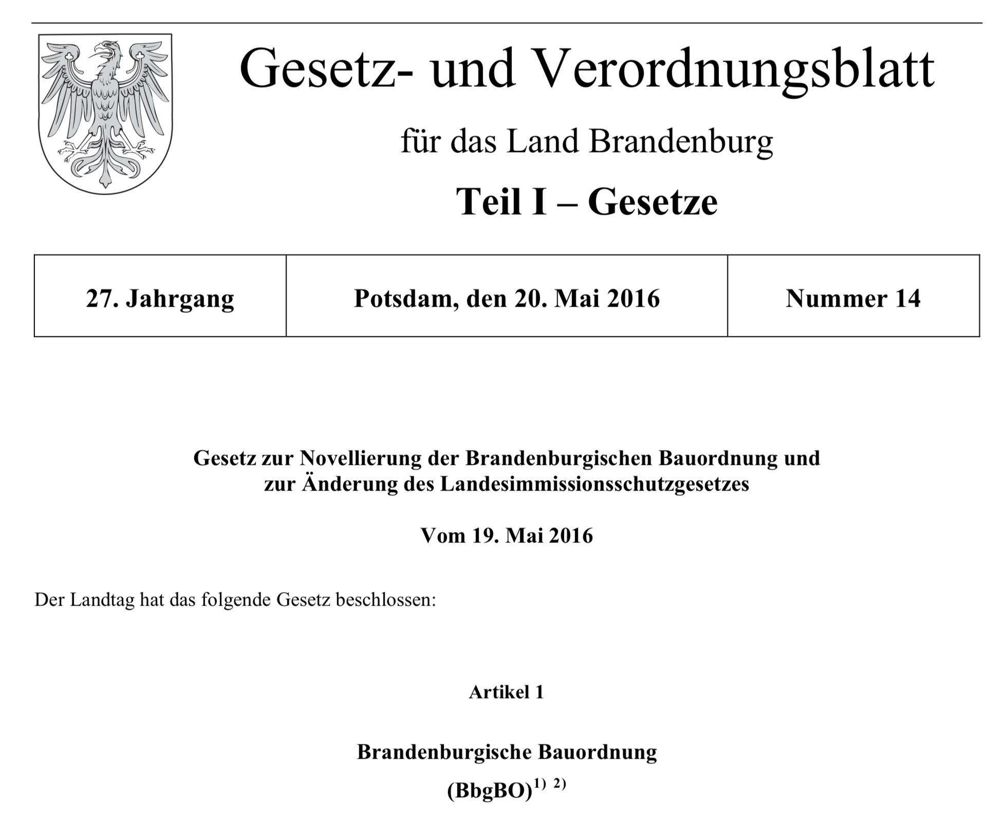 Gesetz- und Verordnungsblatt
für das Land Brandenburg
Teil I – Gesetze
27. Jahrgang
Potsdam, den 20. Mai 2016
Nummer 14
Gesetz zur Novellierung der Brandenburgischen Bauordnung und
zur Änderung des Landesimmissionsschutzgesetzes
Vom 19. Mai 2016
Der Landtag hat das folgende Gesetz beschlossen:
Artikel 1
Brandenburgische Bauordnung
(BbgBO)1) 2)